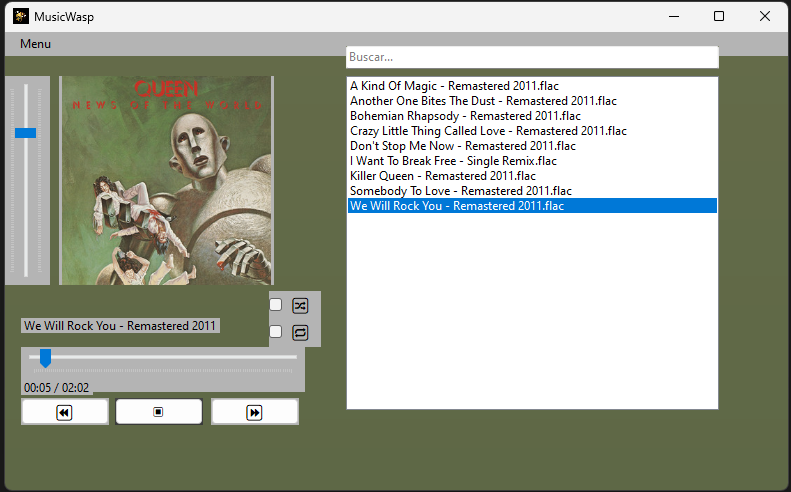 MusicWasp
Menu
Buscar...
QUEEN
NEWS OF THE WORLD
A Kind Of Magic - Remastered 2011.flac
Another One Bites The Dust - Remastered 2011.flac
Bohemian Rhapsody - Remastered 2011.flac
Crazy Little Thing Called Love - Remastered 2011.flac
Don't Stop Me Now - Remastered 2011.flac
I Want To Break Free - Single Remix.flac
Killer Queen - Remastered 2011.flac
Somebody To Love - Remastered 2011.flac
We Will Rock You - Remastered 2011.flac
We Will Rock You - Remastered 2011
00:05 / 02:02